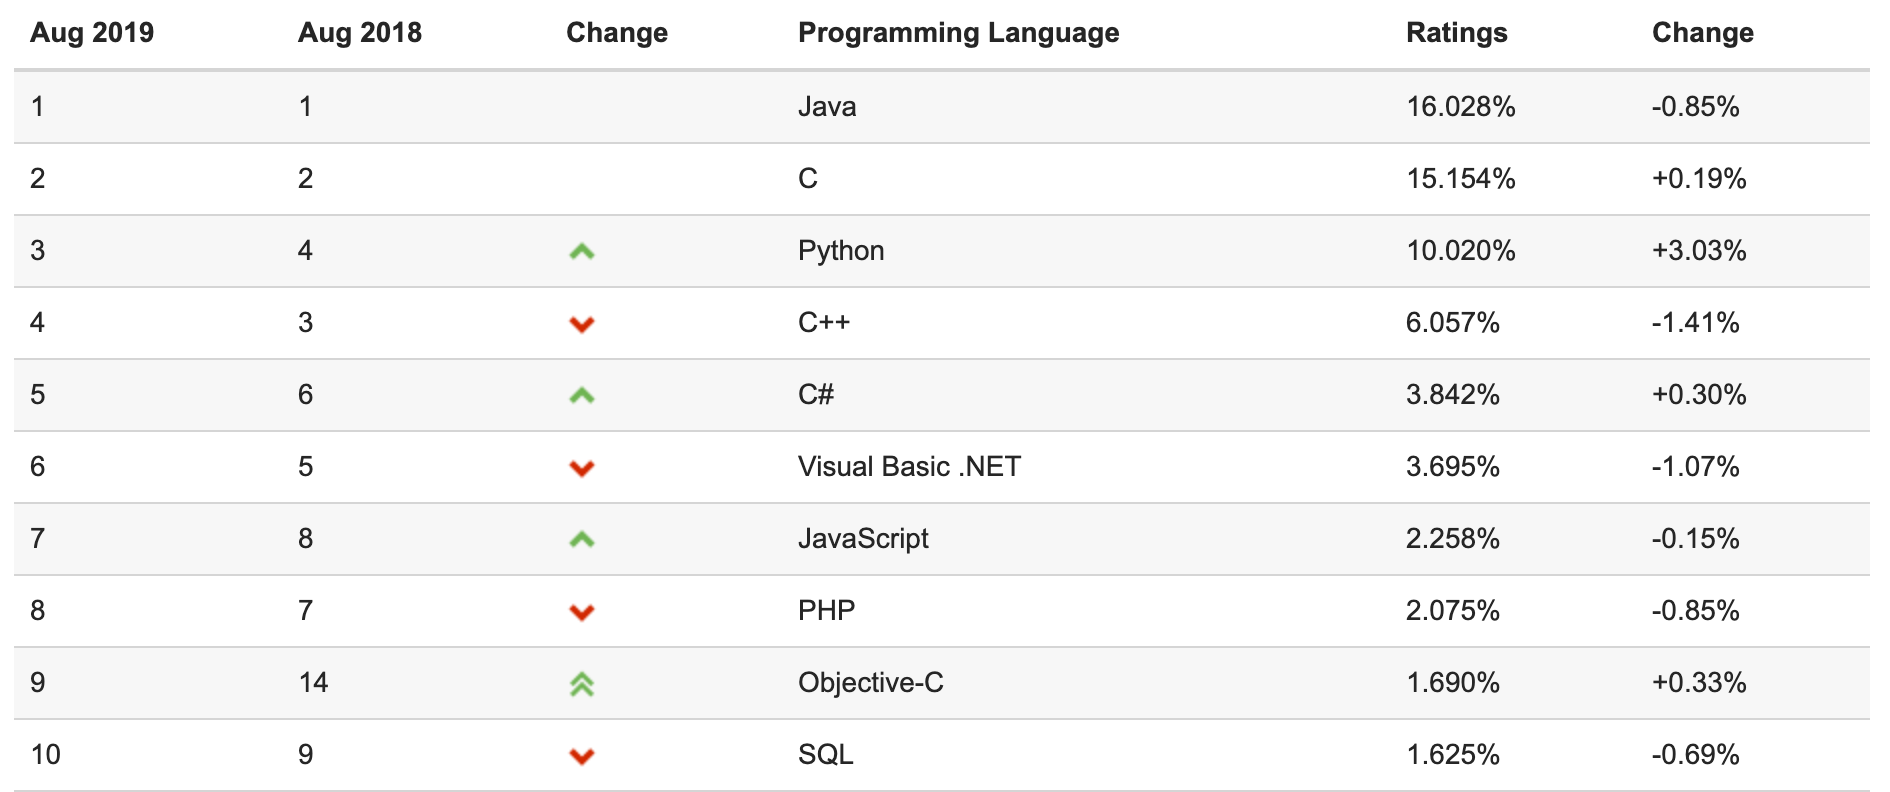 Aug 2019 Aug 2018 Change Programming Language Ratings Change
1 1 Java 16.028% -0.85%
2 2 C 15.154% +0.19%
3 4 Python 10.020% +3.03%
4 3 C++ 6.057% -1.41%
5 6 C# 3.842% +0.30%
6 5 Visual Basic .NET 3.695% -1.07%
7 8 JavaScript 2.258% -0.15%
8 7 PHP 2.075% -0.85%
9 14 Objective-C 1.690% +0.33%
10 9 SQL 1.625% -0.69%